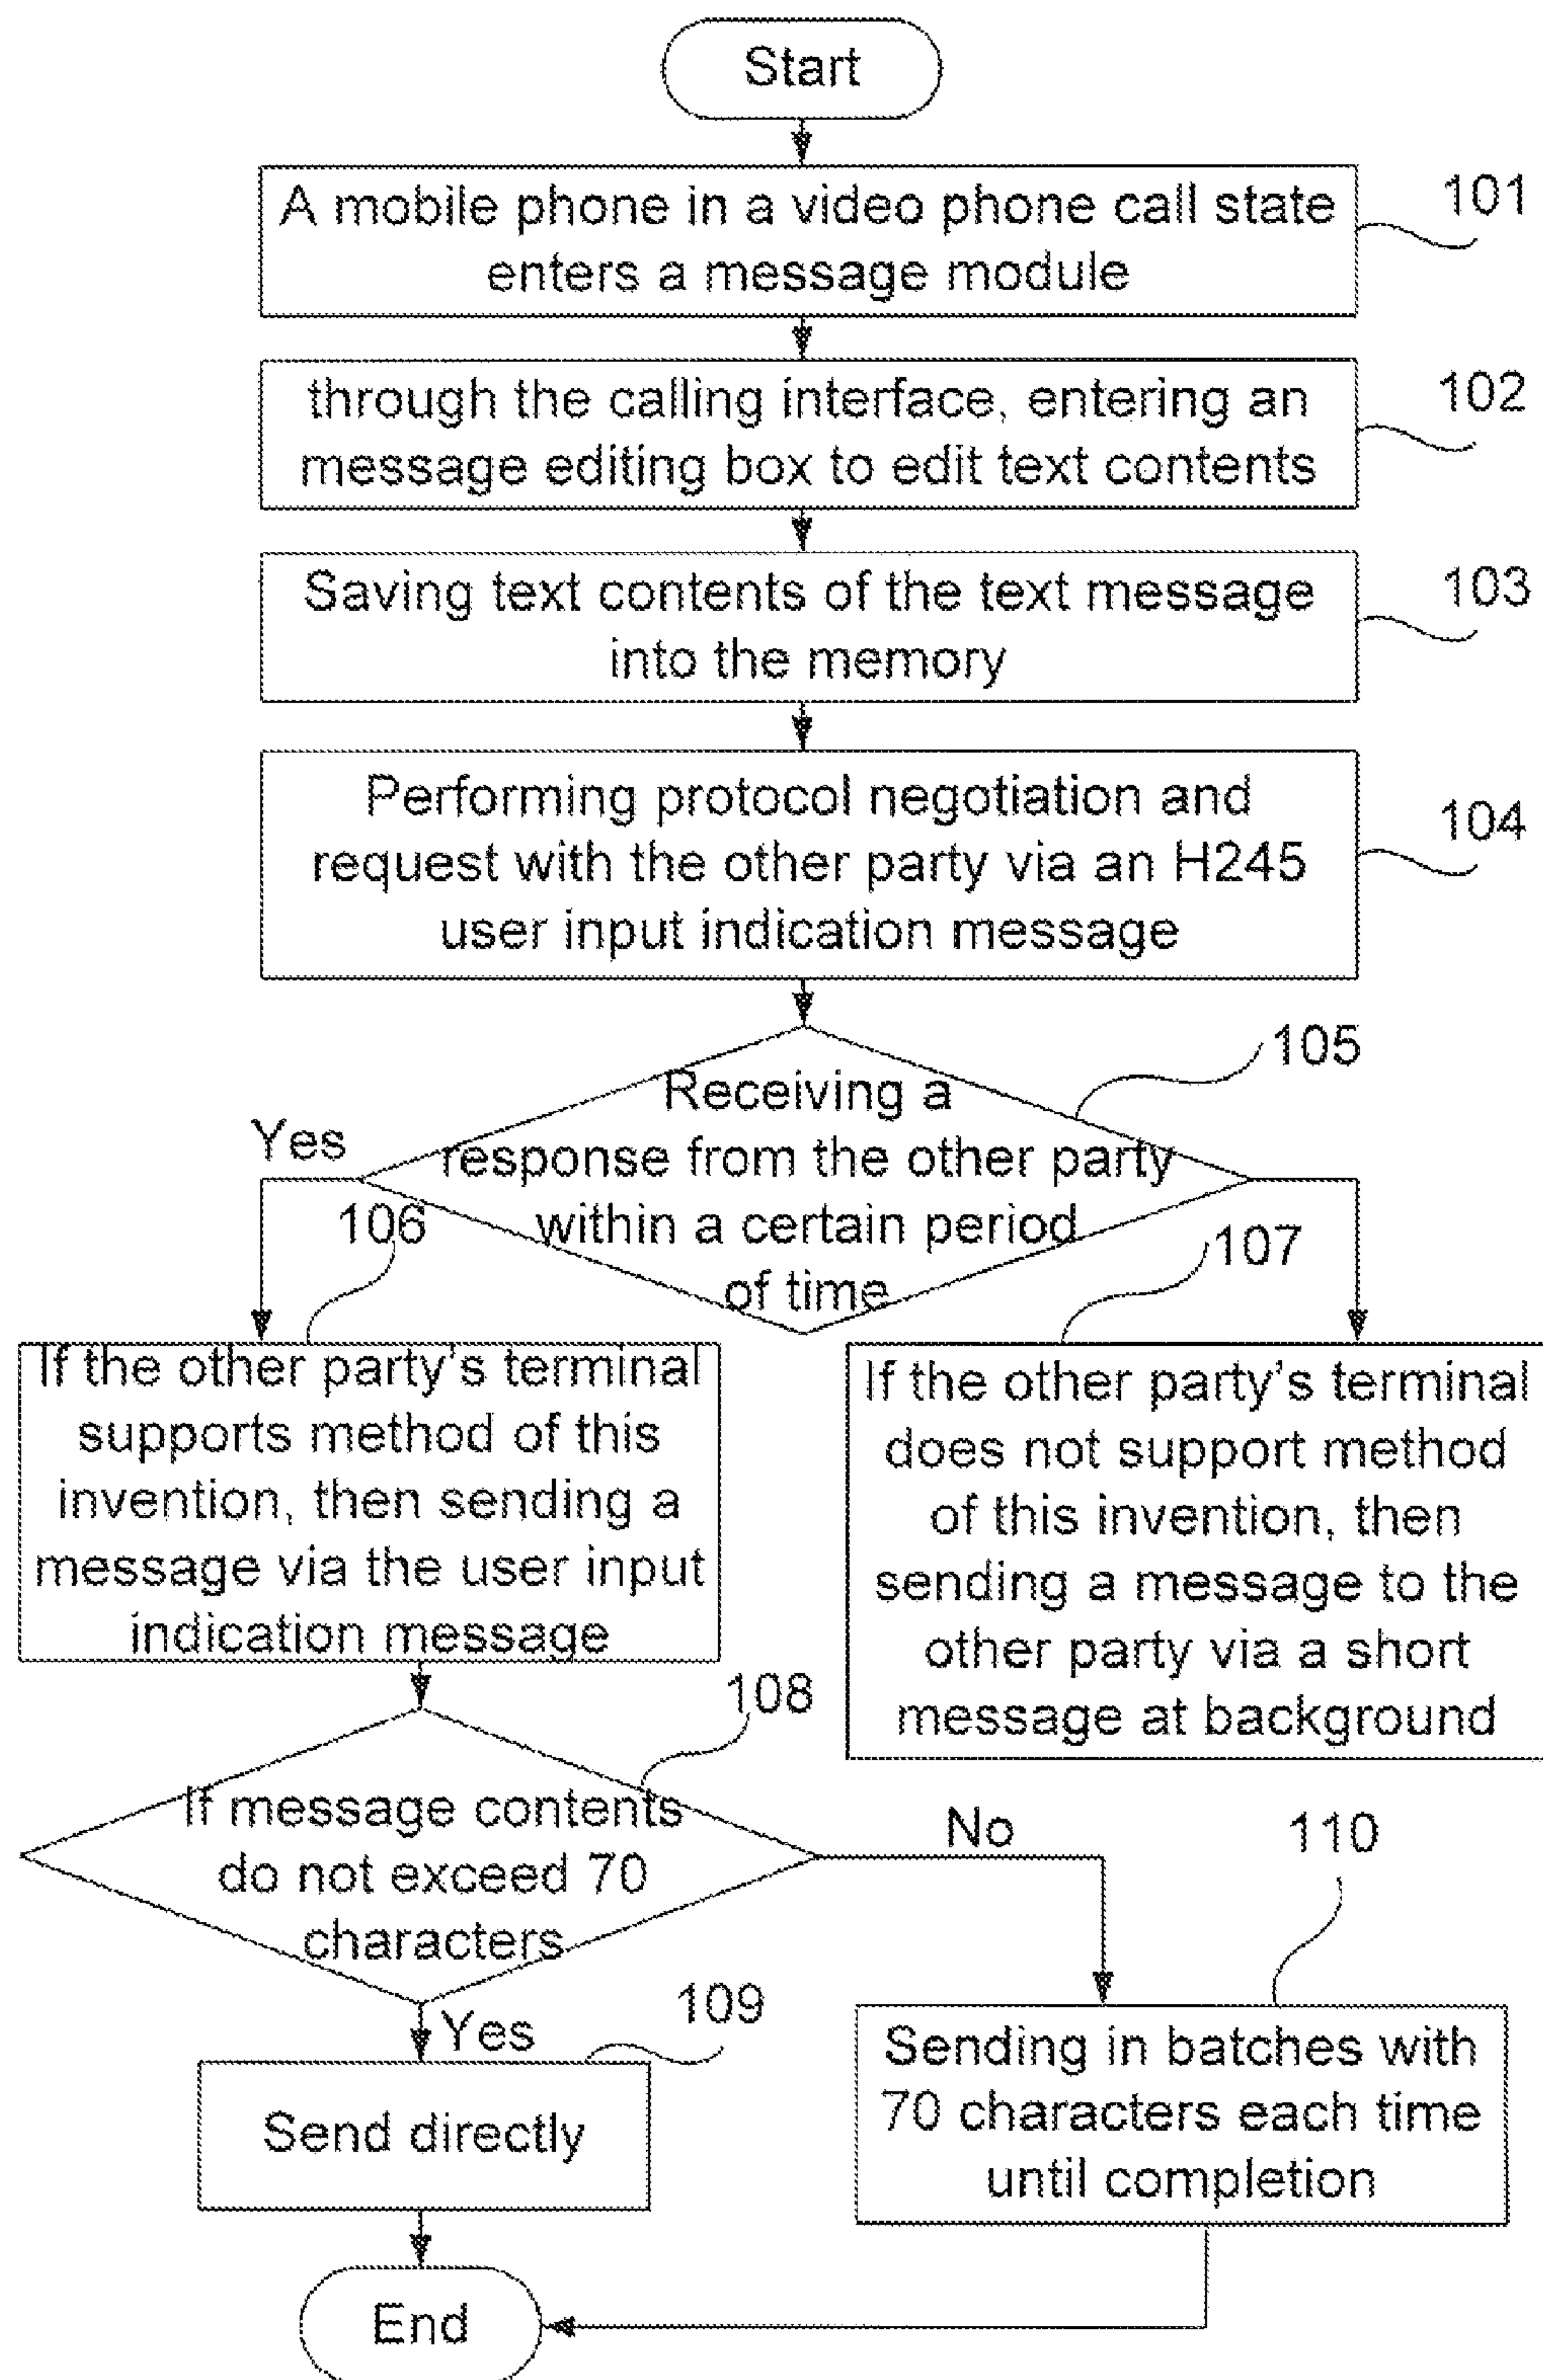 Start
A mobile phone in a video phone call state
enters a message module
101
through the calling interface, entering an
message editing box to edit text contents
102
Saving text contents of the text message
into the memory
103
Performing protocol negotiation and
request with the other party via an H245
user input indication message
104
105
Receiving a
response from the other party
within a certain period
of time
Yes
106
107
If the other party's terminal
supports method of this
invention, then sending a
message via the user input
indication message
If the other party's terminal
does not support method
of this invention, then
sending a message to the
other party via a short
message at background
108
If message contents
do not exceed 70
characters
No
110
Yes
109
Send directly
Sending in batches with
70 characters each time
until completion
End